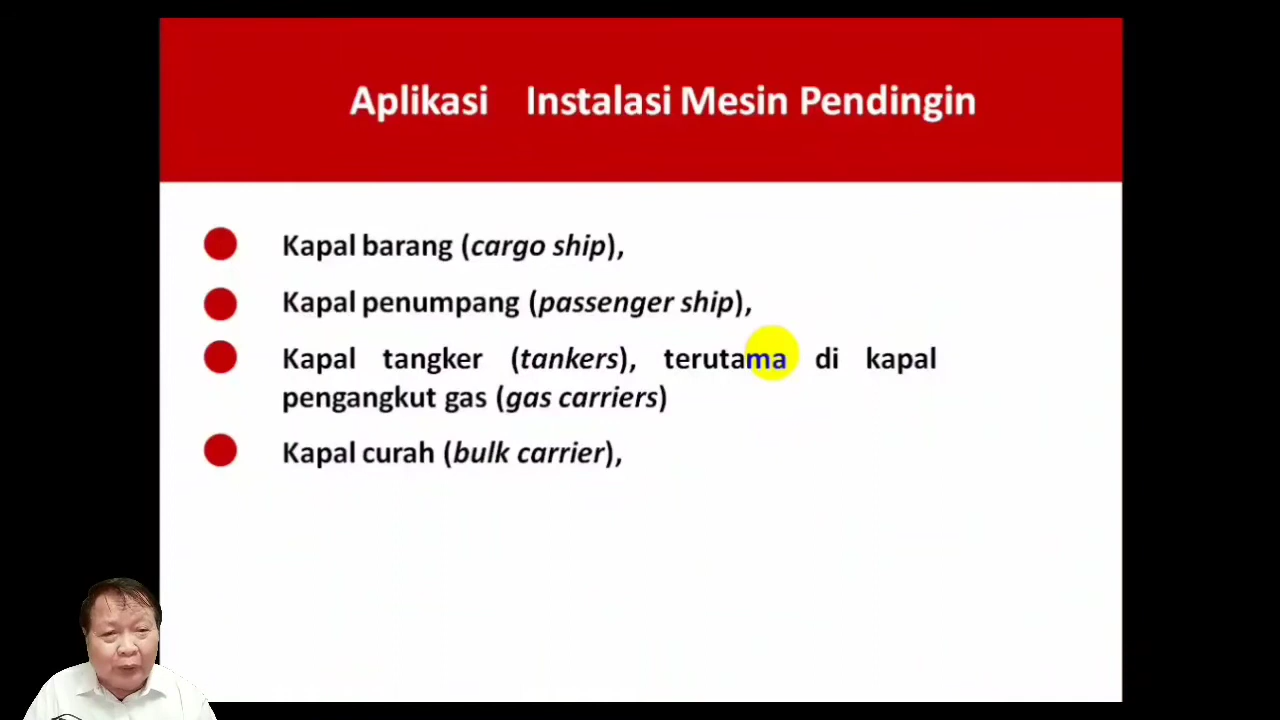 Aplikasi Instalasi Mesin Pendingin
Kapal barang (cargo ship),
Kapal penumpang (passenger ship),
Kapal tangker (tankers), terutama di kapal
pengangkut gas (gas carriers)
Kapal curah (bulk carrier),